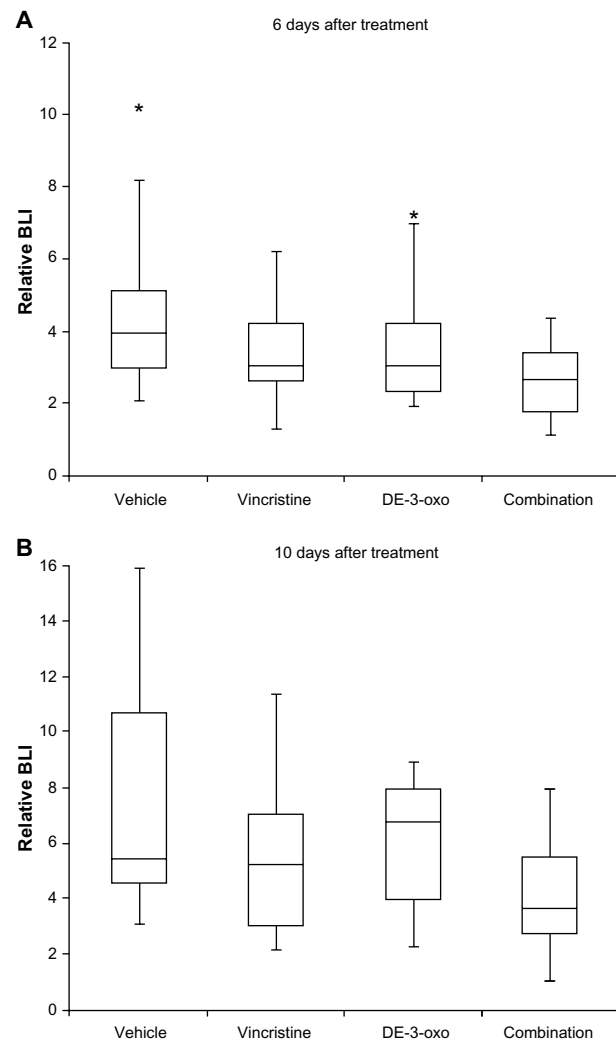 A
6 days after treatment
12
10
8
6
4
2
0
Relative BLI
*
*
Vehicle Vincristine DE-3-oxo Combination
B
10 days after treatment
16
14
12
10
8
6
4
2
0
Relative BLI
Vehicle Vincristine DE-3-oxo Combination